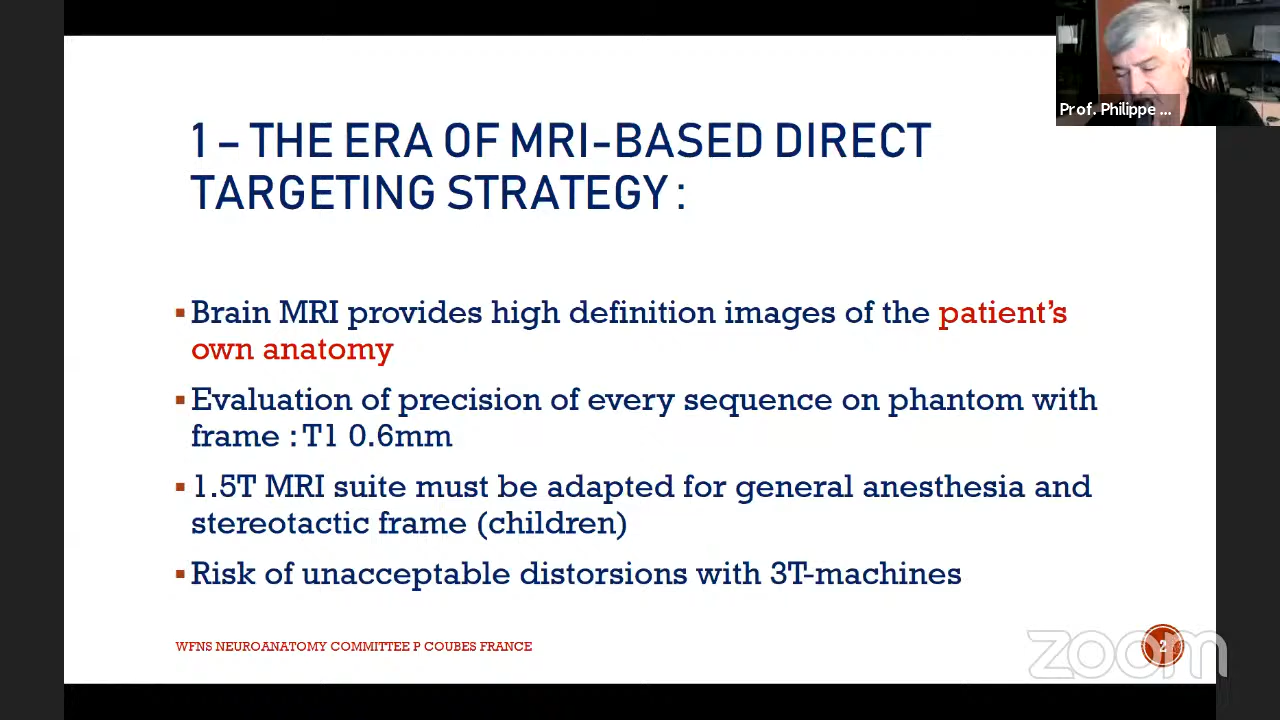 Prof. Philippe ...
1 – THE ERA OF MRI-BASED DIRECT
TARGETING STRATEGY :
▪Brain MRI provides high definition images of the patient's
own anatomy
▪Evaluation of precision of every sequence on phantom with
frame : T1 0.6mm
▪1.5T MRI suite must be adapted for general anesthesia and
stereotactic frame (children)
▪Risk of unacceptable distorsions with 3T-machines
WFNS NEUROANATOMY COMMITTEE P COUBES FRANCE
2
zoom